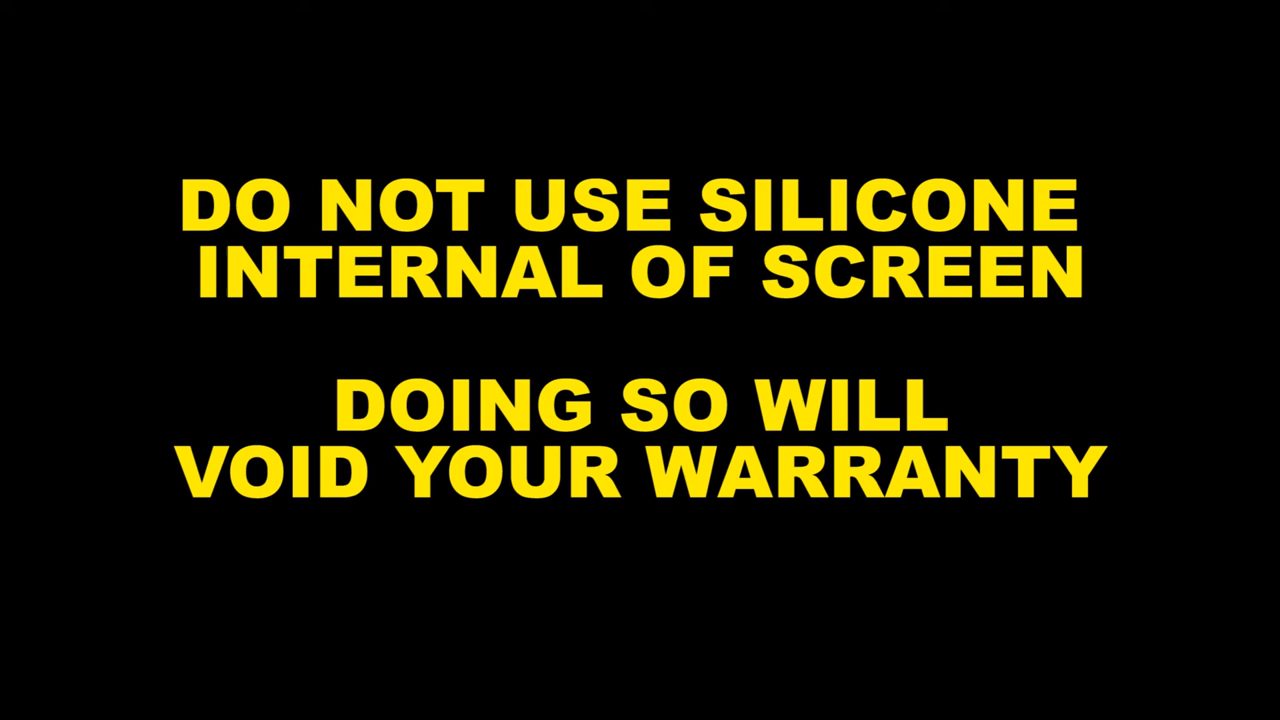 DO NOT USE SILICONE
INTERNAL OF SCREEN
DOING SO WILL
VOID YOUR WARRANTY